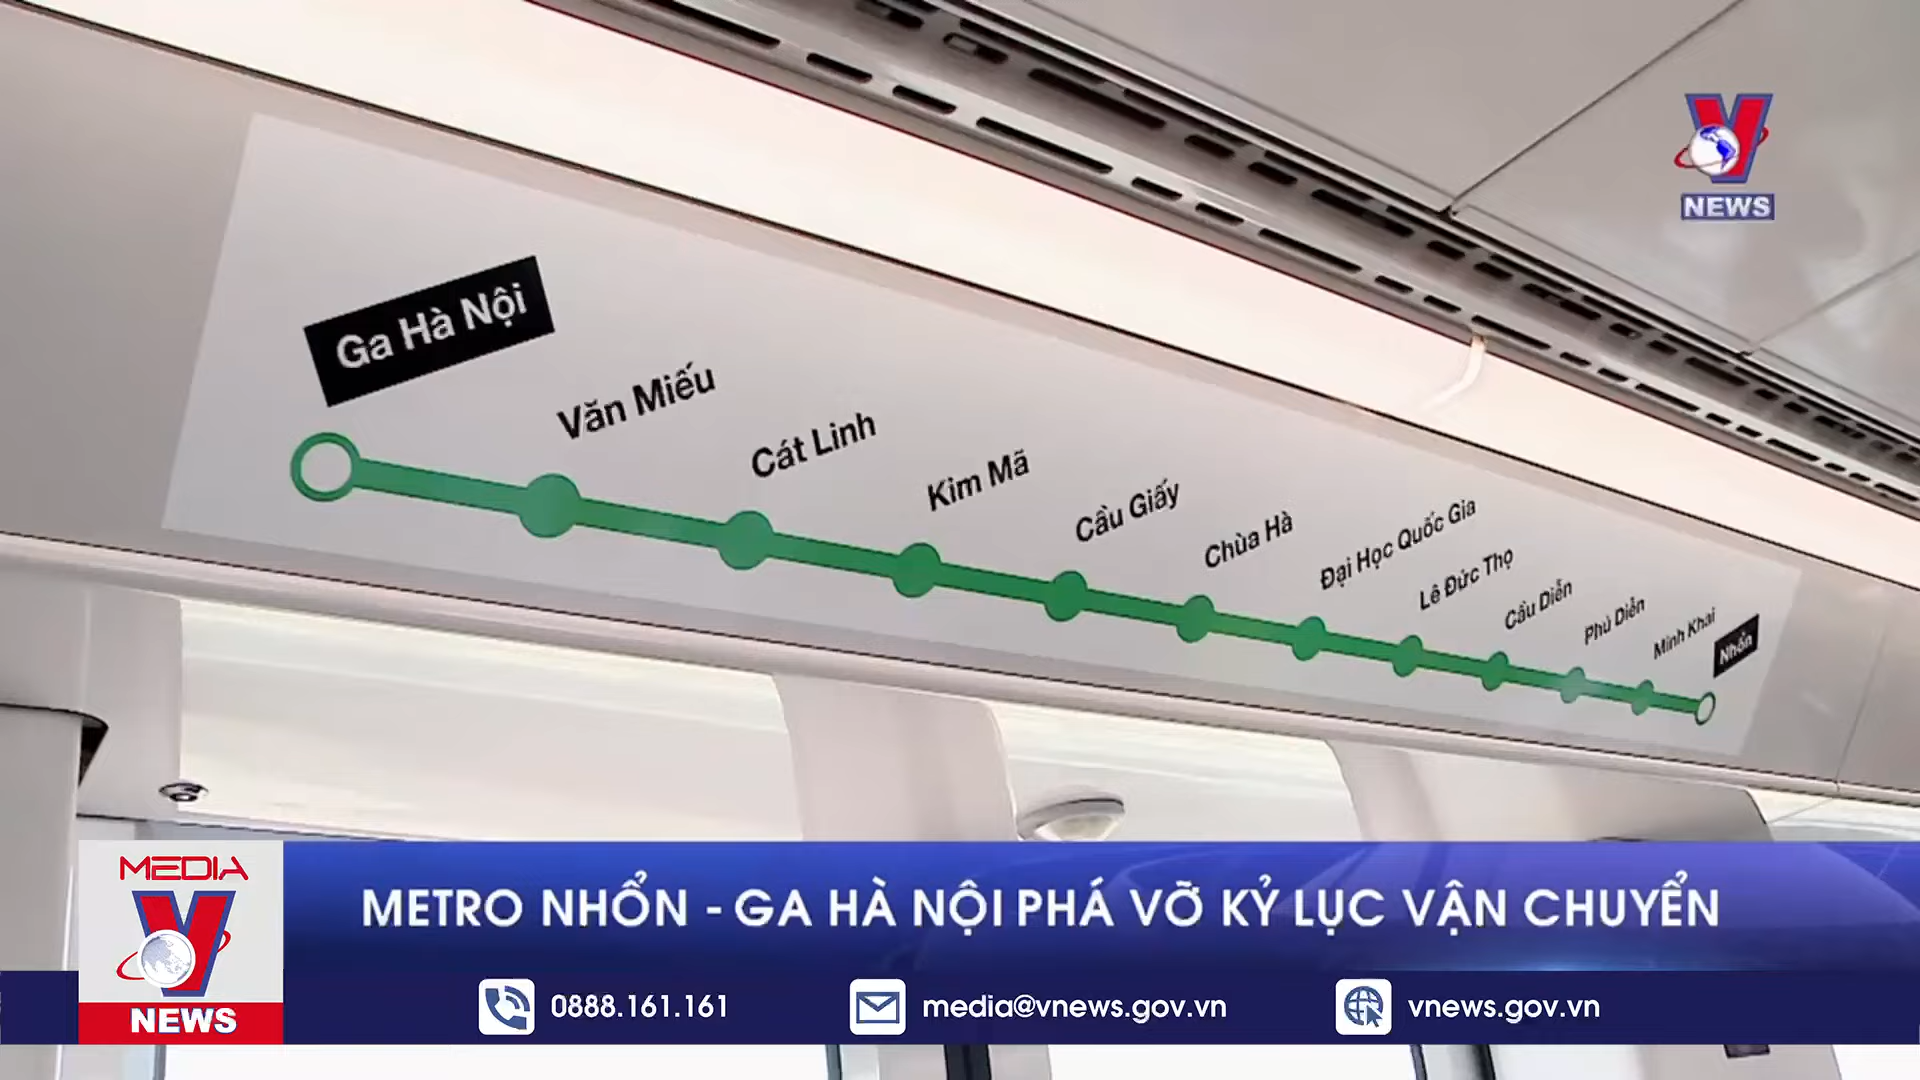 V
NEWS
Ga Hà Nội
Văn Miếu
Cát Linh
Kim Mã
Cầu Giấy
Chùa Hà
Đại Học Quốc Gia
Lê Đức Thọ
Cầu Diễn
Phú Diễn
Minh Khai
Nhổn
MEDIA
V
NEWS
METRO NHỔN - GA HÀ NỘI PHÁ VỠ KỶ LỤC VẬN CHUYỂN
0888.161.161
media@vnews.gov.vn
vnews.gov.vn